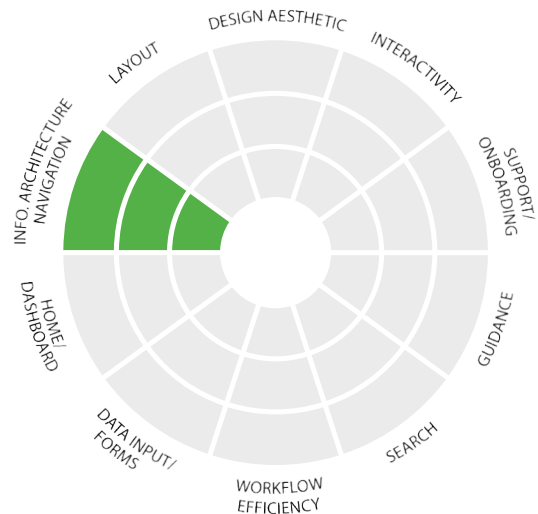 DESIGN AESTHETIC
INTERACTIVITY
SUPPORT/
ONBOARDING
GUIDANCE
SEARCH
WORKFLOW
EFFICIENCY
DATA INPUT/
FORMS
HOME/
DASHBOARD
INFO. ARCHITECTURE
NAVIGATION
LAYOUT